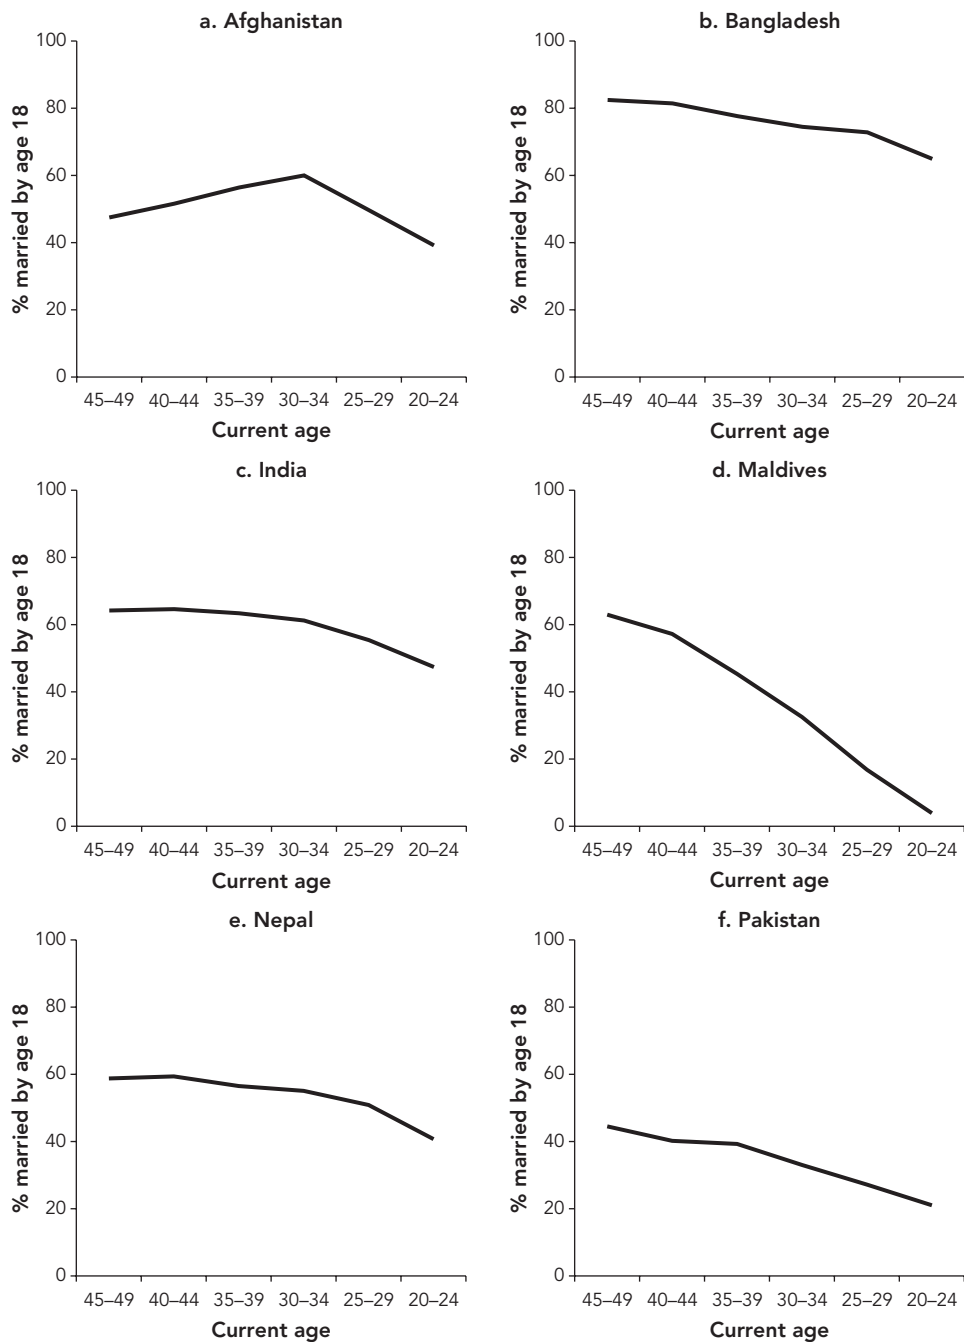 a. Afghanistan
% married by age 18
100
80
60
40
20
0
45–49 40–44 35–39 30–34 25–29 20–24
Current age
b. Bangladesh
% married by age 18
100
80
60
40
20
0
45–49 40–44 35–39 30–34 25–29 20–24
Current age
c. India
% married by age 18
100
80
60
40
20
0
45–49 40–44 35–39 30–34 25–29 20–24
Current age
d. Maldives
% married by age 18
100
80
60
40
20
0
45–49 40–44 35–39 30–34 25–29 20–24
Current age
e. Nepal
% married by age 18
100
80
60
40
20
0
45–49 40–44 35–39 30–34 25–29 20–24
Current age
f. Pakistan
% married by age 18
100
80
60
40
20
0
45–49 40–44 35–39 30–34 25–29 20–24
Current age